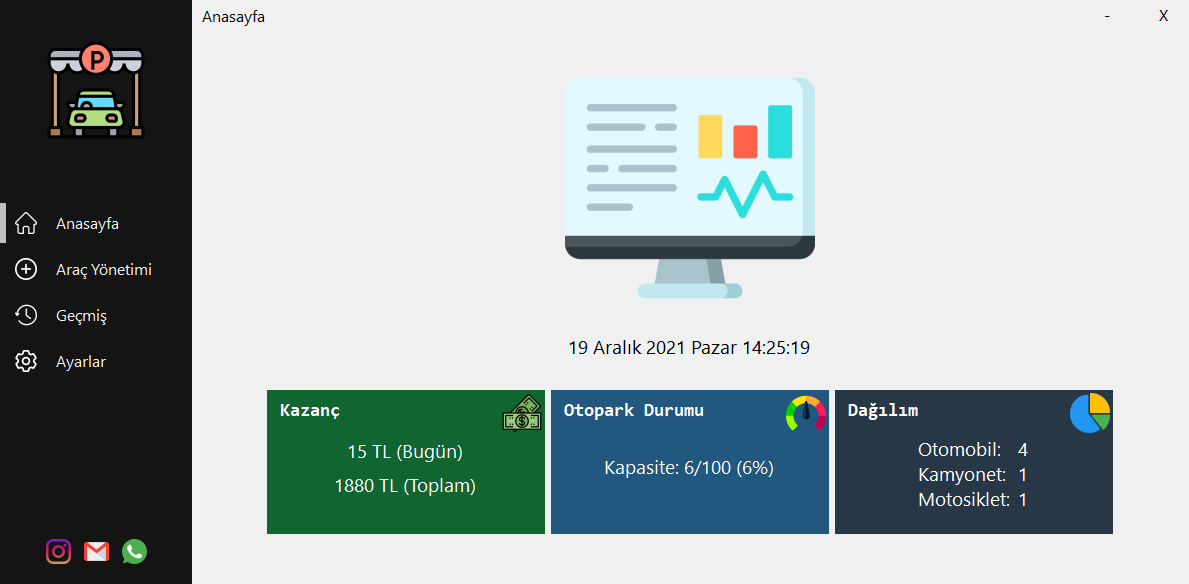 Anasayfa
-
X
P
Anasayfa
Araç Yönetimi
Geçmiş
Ayarlar
19 Aralık 2021 Pazar 14:25:19
Kazanç
15 TL (Bugün)
1880 TL (Toplam)
Otopark Durumu
Kapasite: 6/100 (6%)
Dağılım
Otomobil: 4
Kamyonet: 1
Motosiklet: 1